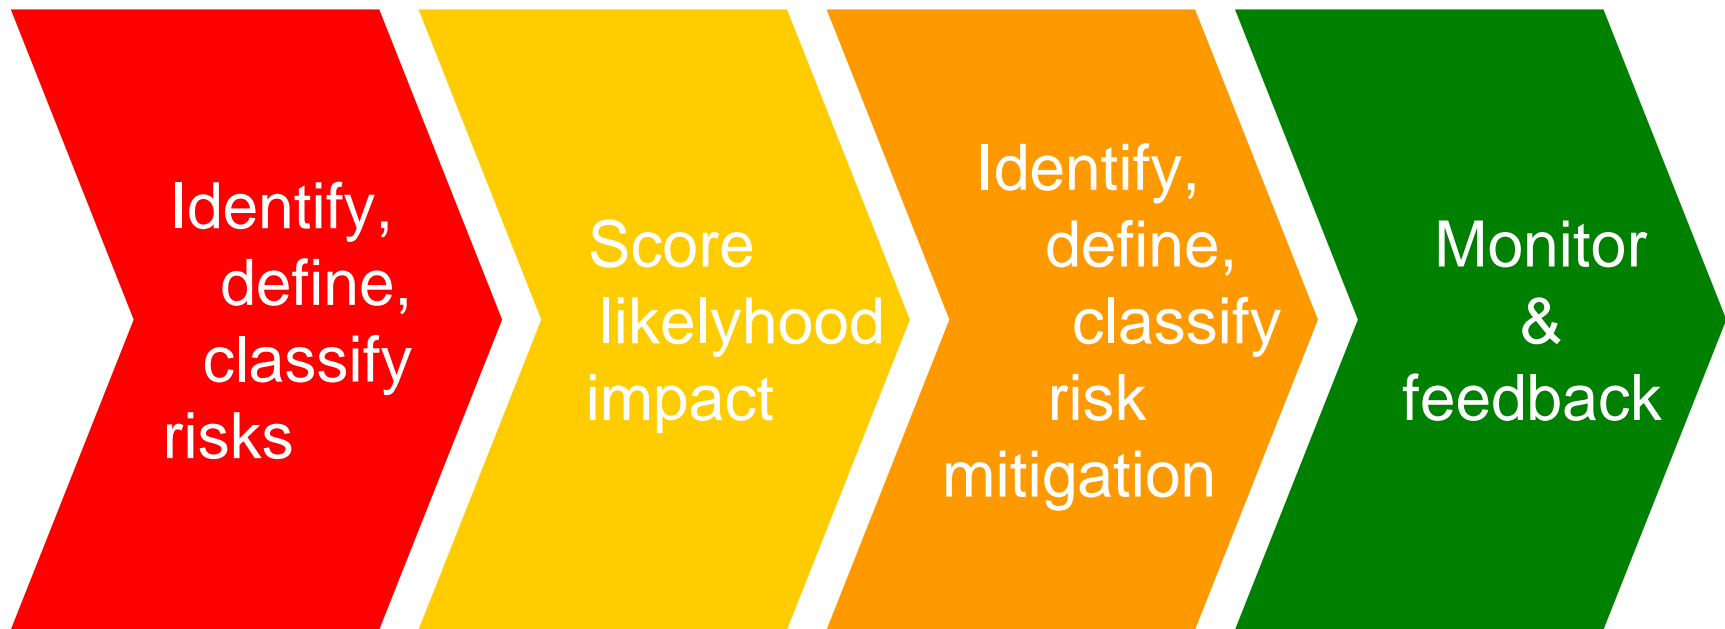 Identify,
define,
classify
risks
Score
likelyhood
impact
Identify,
define,
classify
risk
mitigation
Monitor
&
feedback